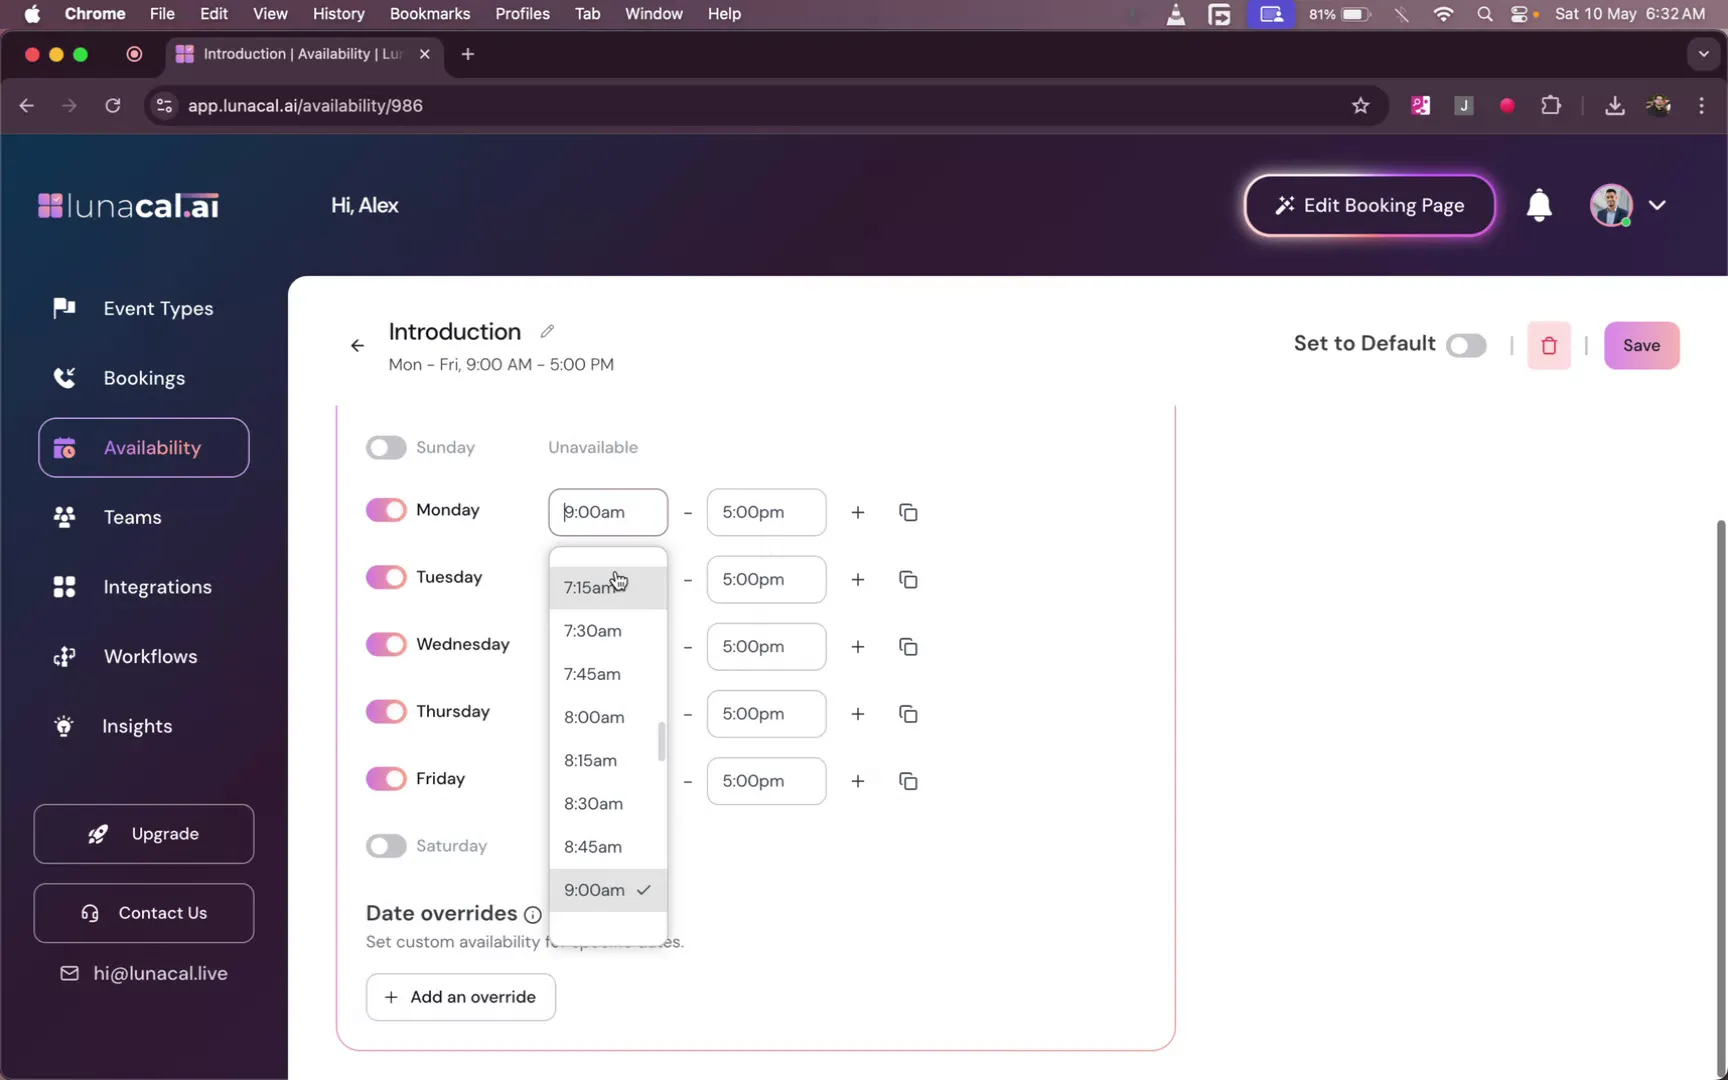 Chrome File Edit View History Bookmarks Profiles Tab Window Help 81% Sat 10 May 6:32 AM
Introduction | Availability | Lu
app.lunacal.ai/availability/986 J
lunacal.ai
Hi, Alex
Edit Booking Page
Event Types
Bookings
Availability
Teams
Integrations
Workflows
Insights
Upgrade
Contact Us
hi@lunacal.live
Introduction
Mon - Fri, 9:00 AM - 5:00 PM
Set to Default
Save
Sunday Unavailable
Monday 9:00am - 5:00pm
Tuesday - 5:00pm
Wednesday - 5:00pm
Thursday - 5:00pm
Friday - 5:00pm
Saturday
7:15am
7:30am
7:45am
8:00am
8:15am
8:30am
8:45am
9:00am
Date overrides
Set custom availability for specific dates.
+ Add an override